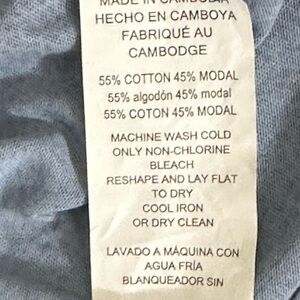 MADE IN CAMBODIA
HECHO EN CAMBOYA
FABRIQUÉ AU
CAMBODGE
55% COTTON 45% MODAL
55% algodón 45% modal
55% COTON 45% MODAL
MACHINE WASH COLD
ONLY NON-CHLORINE
BLEACH
RESHAPE AND LAY FLAT
TO DRY
COOL IRON
OR DRY CLEAN
LAVADO A MÁQUINA CON
AGUA FRÍA
BLANQUEADOR SIN